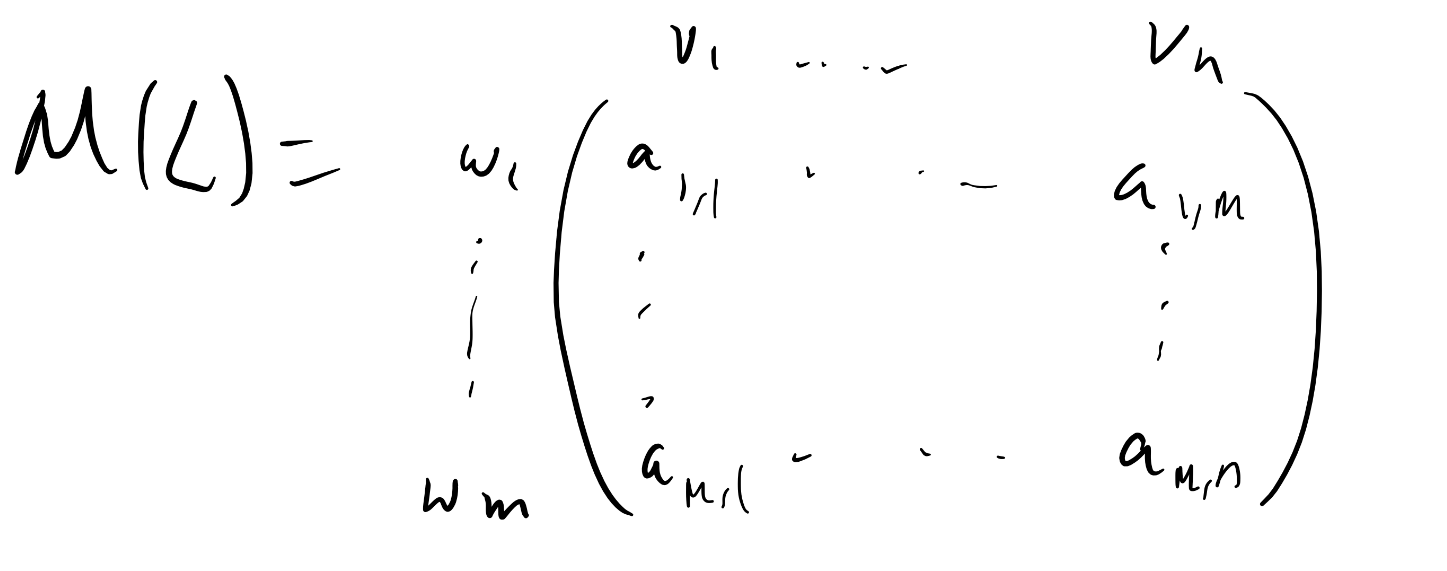 v₁ ..... vₙ
M(L) = w₁ ( a₁,₁ . . – a₁,M )
wm ( aM,₁ . . . aM,n )